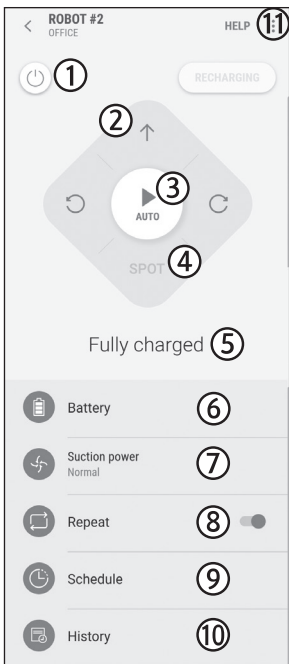 ROBOT #2
OFFICE
HELP
11
1
RECHARGING
2
3
AUTO
SPOT 4
Fully charged 5
Battery 6
Suction power
Normal
7
Repeat 8
Schedule 9
History 10